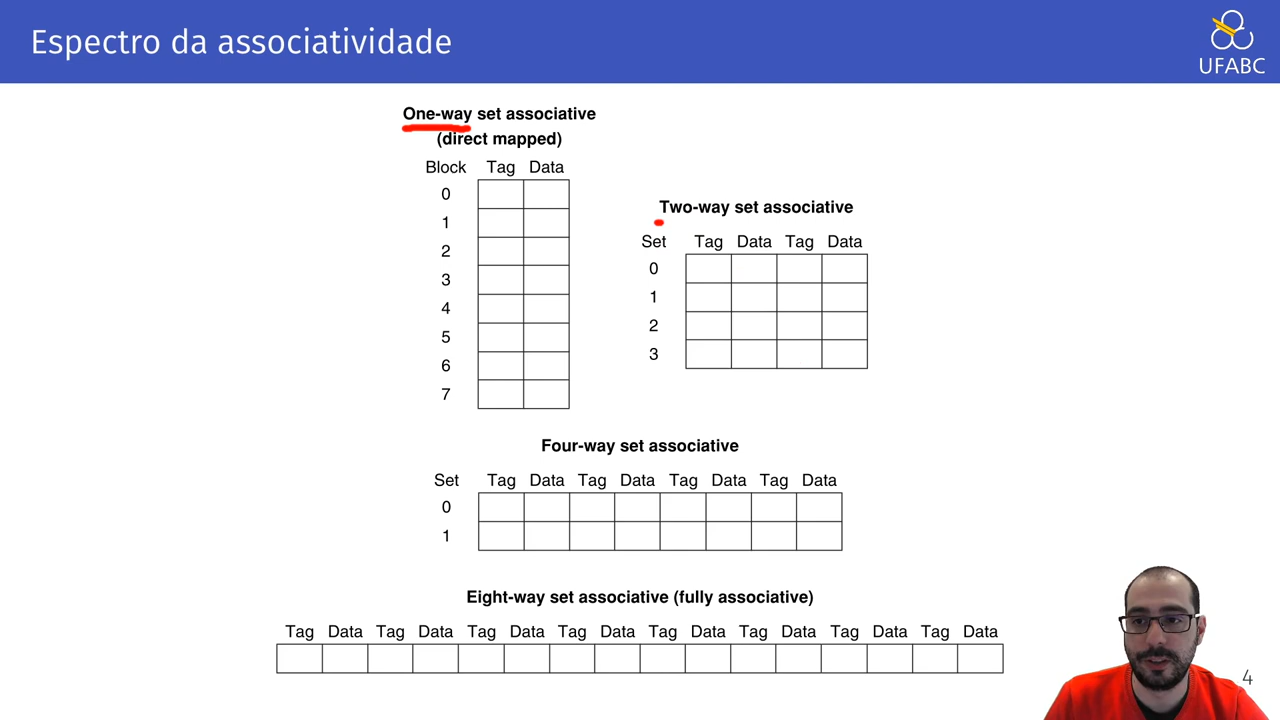 Espectro da associatividade
UFABC
One-way set associative
(direct mapped)
Block Tag Data
0
1
2
3
4
5
6
7
Two-way set associative
Set Tag Data Tag Data
0
1
2
3
Four-way set associative
Set Tag Data Tag Data Tag Data Tag Data
0
1
Eight-way set associative (fully associative)
Tag Data Tag Data Tag Data Tag Data Tag Data Tag Data Tag Data Tag Data
4